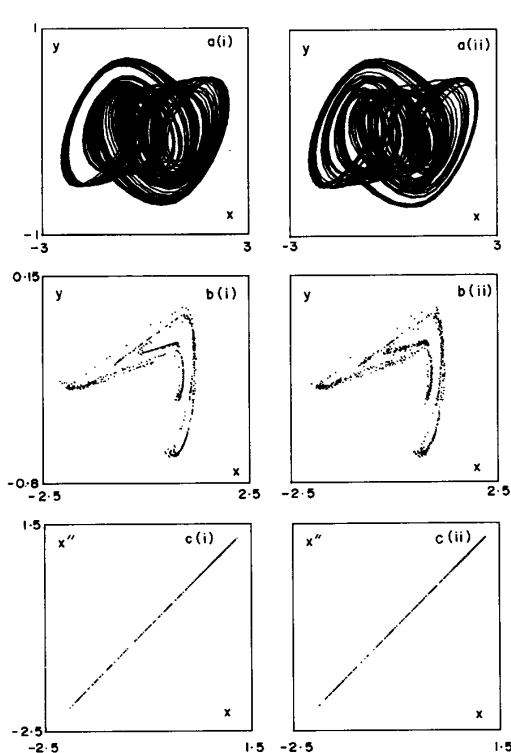 1
y
a(i)
x
-1
-3
3
y
a(ii)
x
-3
3
0·15
y
b(i)
x
-0·8
-2·5
2·5
y
b(ii)
x
-2·5
2·5
1·5
x″
c(i)
x
-2·5
-2·5
1·5
x″
c(ii)
x
-2·5
1·5